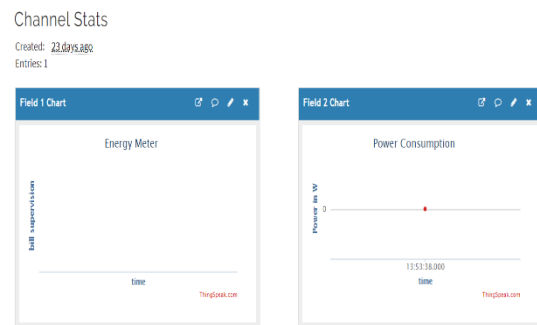 Channel Stats
Created: 23 days ago
Entries: 1
Field 1 Chart
Energy Meter
bill supervision
time
ThingSpeak.com
Field 2 Chart
Power Consumption
Power in W
0
13:53:38.000
time
ThingSpeak.com